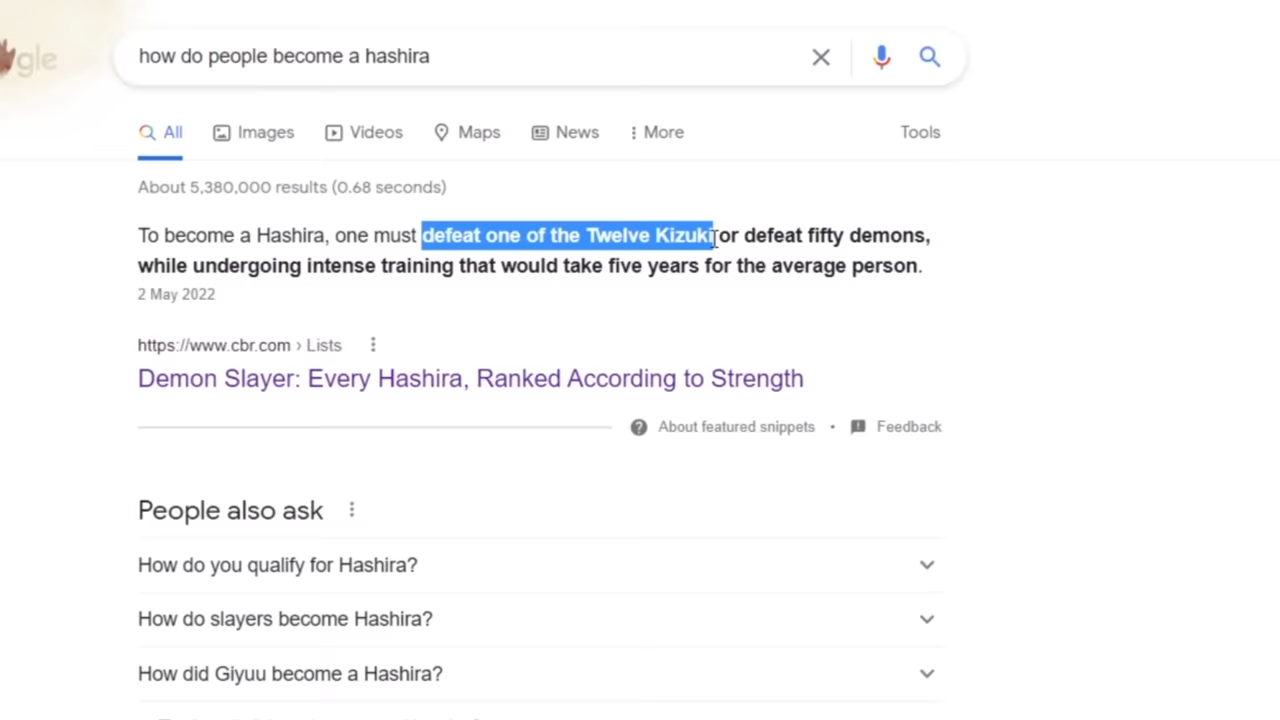 gle
how do people become a hashira
All Images Videos Maps News More Tools
About 5,380,000 results (0.68 seconds)
To become a Hashira, one must defeat one of the Twelve Kizuki or defeat fifty demons,
while undergoing intense training that would take five years for the average person.
2 May 2022
https://www.cbr.com › Lists
Demon Slayer: Every Hashira, Ranked According to Strength
About featured snippets • Feedback
People also ask
How do you qualify for Hashira?
How do slayers become Hashira?
How did Giyuu become a Hashira?